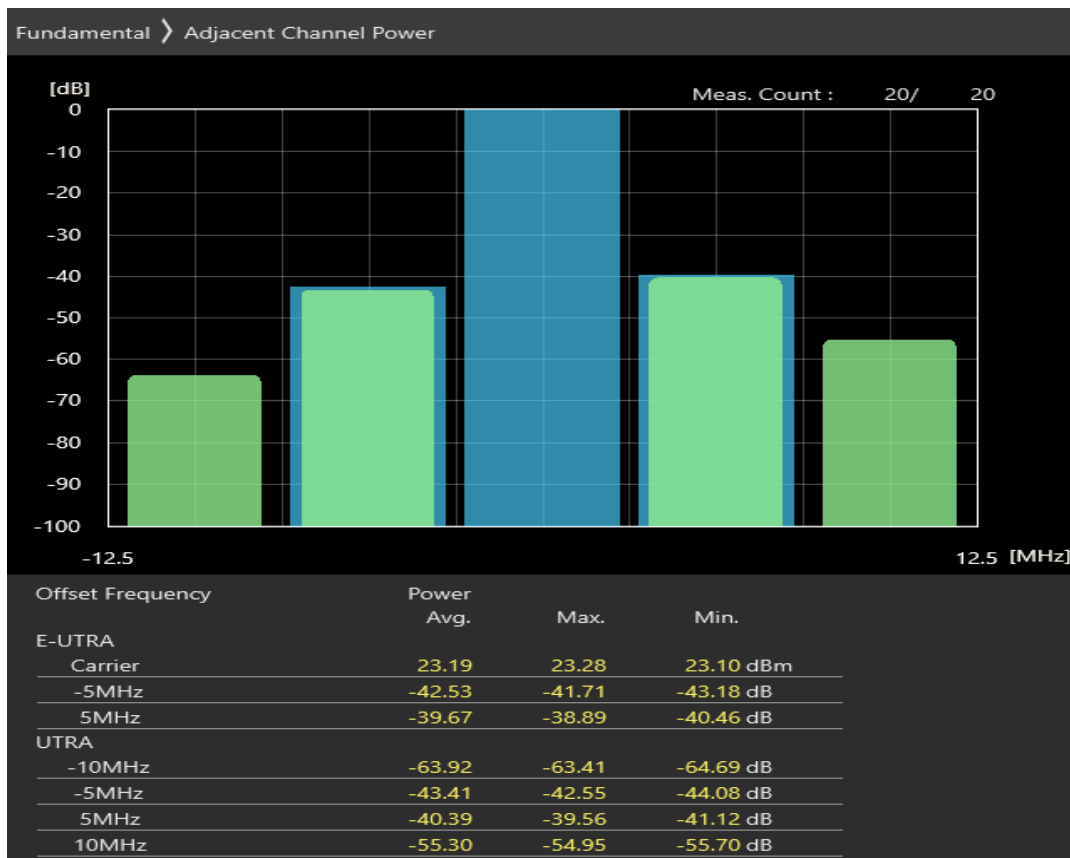 Fundamental 〉 Adjacent Channel Power
[dB]
Meas. Count : 20/ 20
0
-10
-20
-30
-40
-50
-60
-70
-80
-90
-100
-12.5 12.5 [MHz]
Offset Frequency Power
Avg. Max. Min.
E-UTRA
Carrier 23.19 23.28 23.10 dBm
-5MHz -42.53 -41.71 -43.18 dB
5MHz -39.67 -38.89 -40.46 dB
UTRA
-10MHz -63.92 -63.41 -64.69 dB
-5MHz -43.41 -42.55 -44.08 dB
5MHz -40.39 -39.56 -41.12 dB
10MHz -55.30 -54.95 -55.70 dB